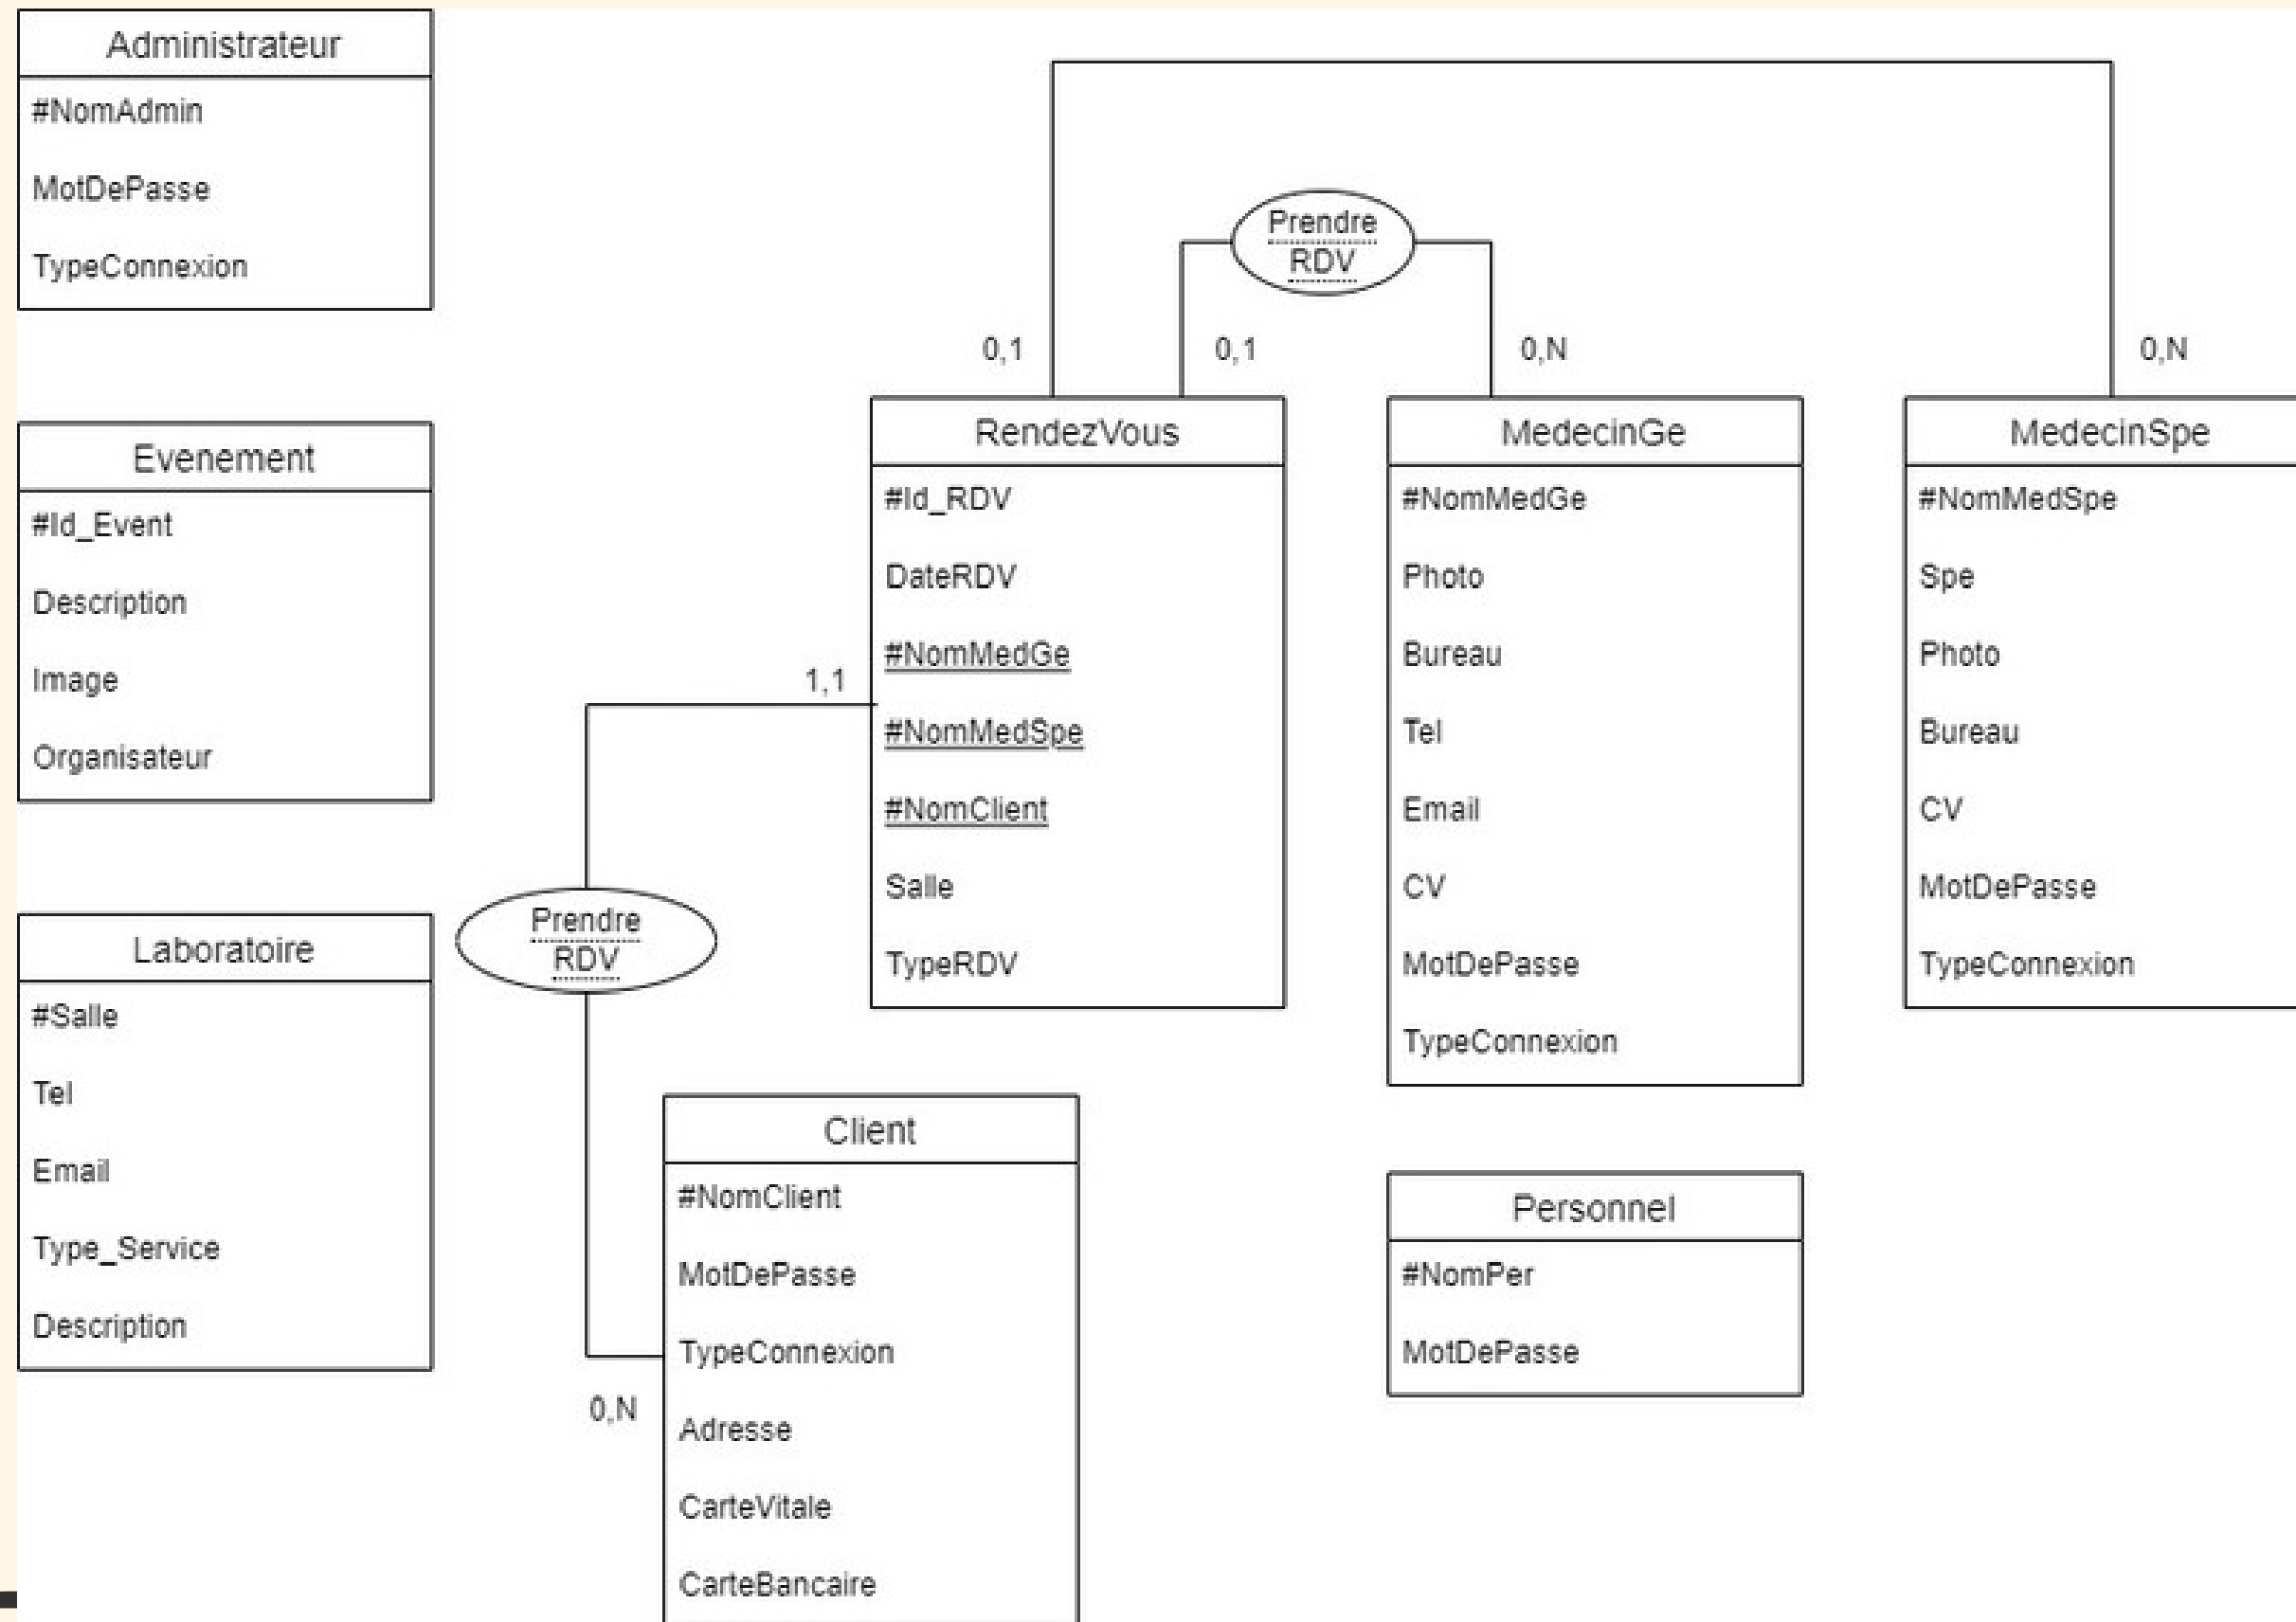 Administrateur
#NomAdmin
MotDePasse
TypeConnexion
Evenement
#Id_Event
Description
Image
Organisateur
Laboratoire
#Salle
Tel
Email
Type_Service
Description
Prendre
RDV
0,1
0,1
0,N
0,N
1,1
RendezVous
#Id_RDV
DateRDV
#NomMedGe
#NomMedSpe
#NomClient
Salle
TypeRDV
MedecinGe
#NomMedGe
Photo
Bureau
Tel
Email
CV
MotDePasse
TypeConnexion
MedecinSpe
#NomMedSpe
Spe
Photo
Bureau
CV
MotDePasse
TypeConnexion
Prendre
RDV
0,N
Client
#NomClient
MotDePasse
TypeConnexion
Adresse
CarteVitale
CarteBancaire
Personnel
#NomPer
MotDePasse